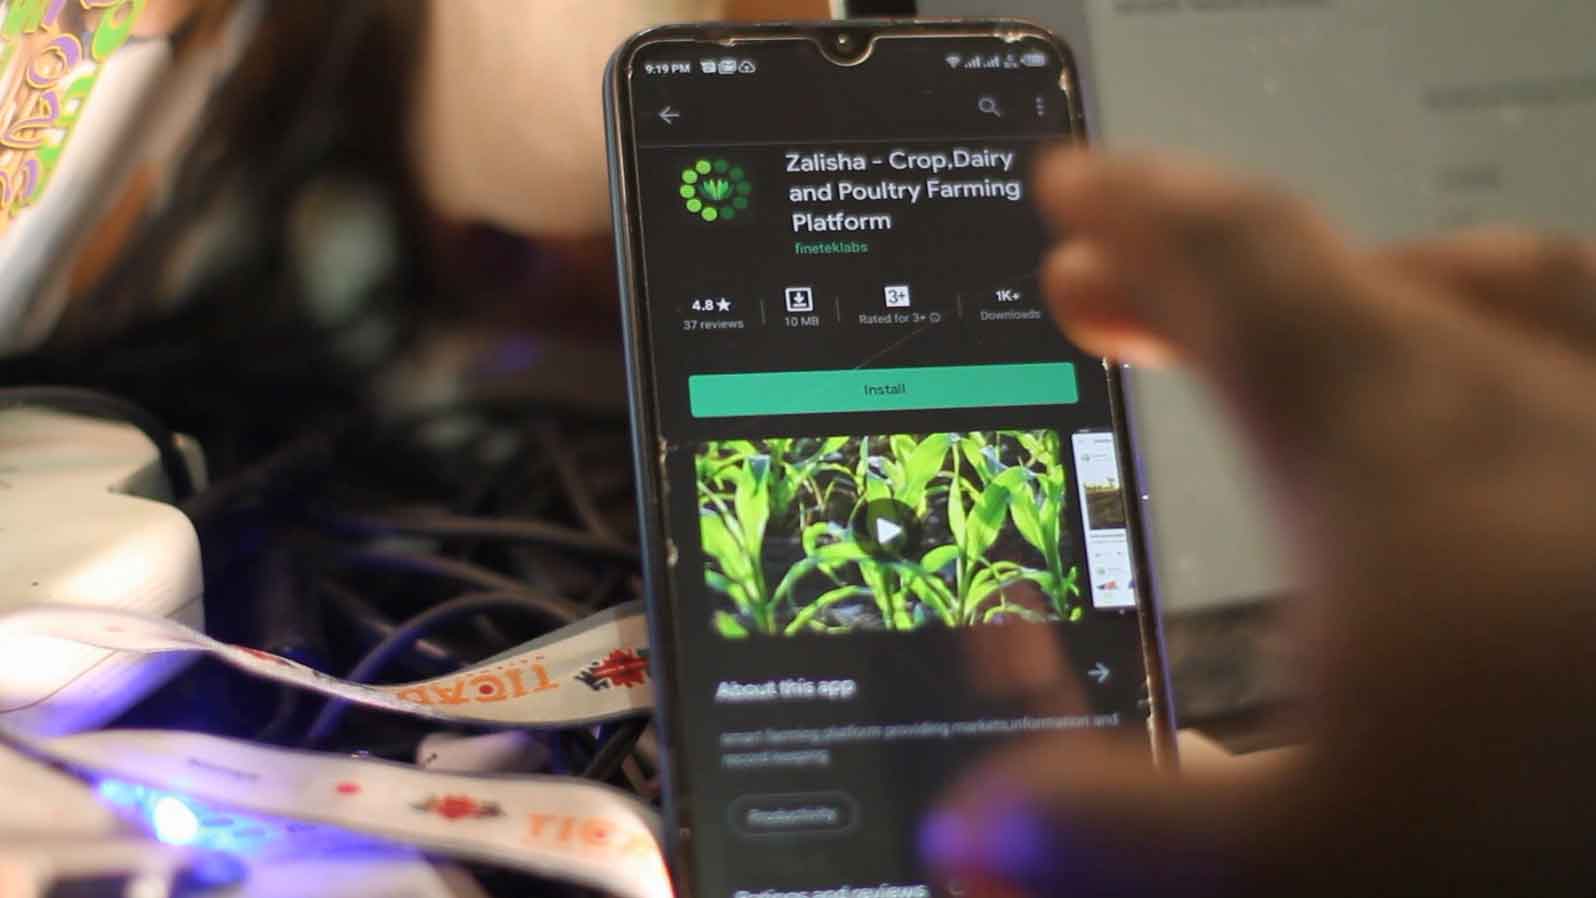 9:19 PM
Zalisha - Crop,Dairy
and Poultry Farming
Platform
fineteklabs
4.8★
37 reviews
10 MB
3+
Rated for 3+
1K+
Downloads
Install
About this app
smart farming platform providing markets,information and
record keeping
Productivity
Ratings and reviews
TICAD
TICA